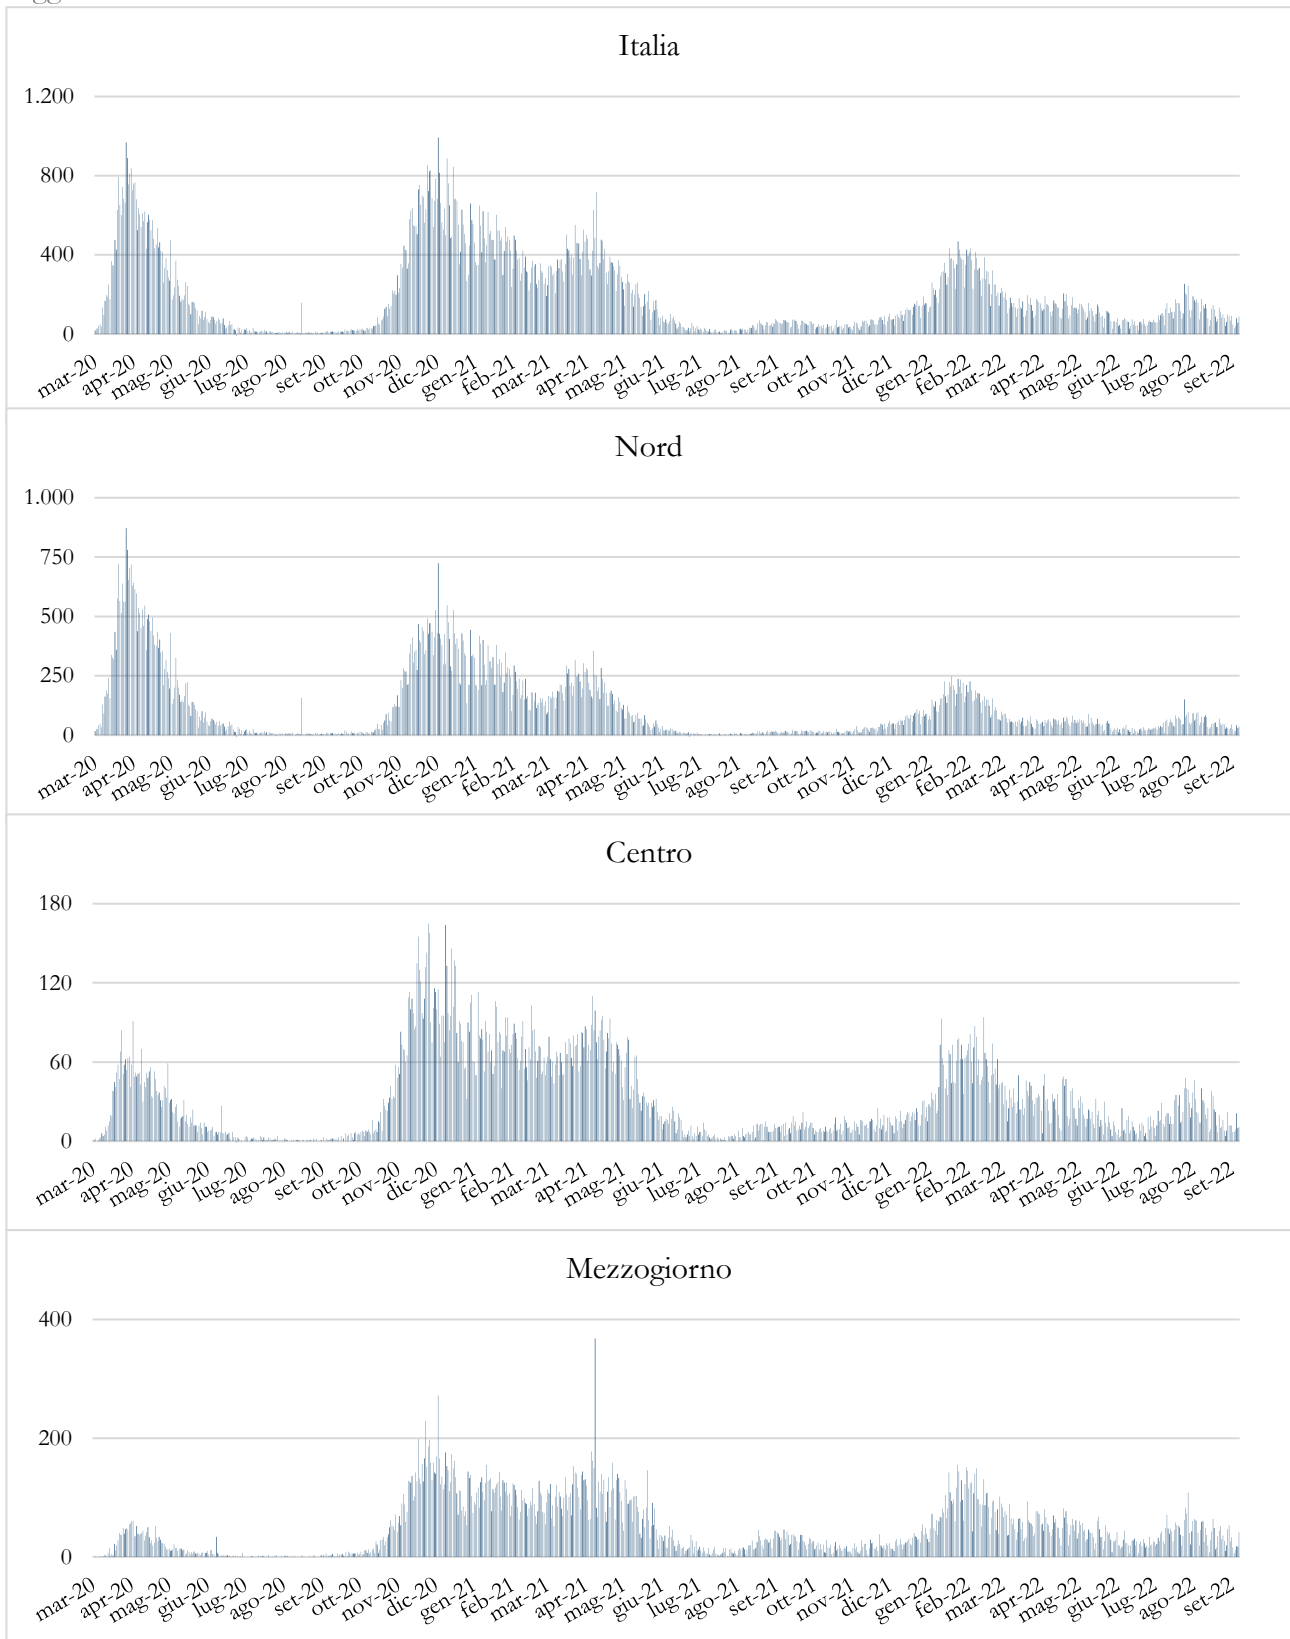 Italia
1.200
800
400
0
mar-20 apr-20 mag-20 giu-20 lug-20 ago-20 set-20 ott-20 nov-20 dic-20 gen-21 feb-21 mar-21 apr-21 mag-21 giu-21 lug-21 ago-21 set-21 ott-21 nov-21 dic-21 gen-22 feb-22 mar-22 apr-22 mag-22 giu-22 lug-22 ago-22 set-22
Nord
1.000
750
500
250
0
mar-20 apr-20 mag-20 giu-20 lug-20 ago-20 set-20 ott-20 nov-20 dic-20 gen-21 feb-21 mar-21 apr-21 mag-21 giu-21 lug-21 ago-21 set-21 ott-21 nov-21 dic-21 gen-22 feb-22 mar-22 apr-22 mag-22 giu-22 lug-22 ago-22 set-22
Centro
180
120
60
0
mar-20 apr-20 mag-20 giu-20 lug-20 ago-20 set-20 ott-20 nov-20 dic-20 gen-21 feb-21 mar-21 apr-21 mag-21 giu-21 lug-21 ago-21 set-21 ott-21 nov-21 dic-21 gen-22 feb-22 mar-22 apr-22 mag-22 giu-22 lug-22 ago-22 set-22
Mezzogiorno
400
200
0
mar-20 apr-20 mag-20 giu-20 lug-20 ago-20 set-20 ott-20 nov-20 dic-20 gen-21 feb-21 mar-21 apr-21 mag-21 giu-21 lug-21 ago-21 set-21 ott-21 nov-21 dic-21 gen-22 feb-22 mar-22 apr-22 mag-22 giu-22 lug-22 ago-22 set-22